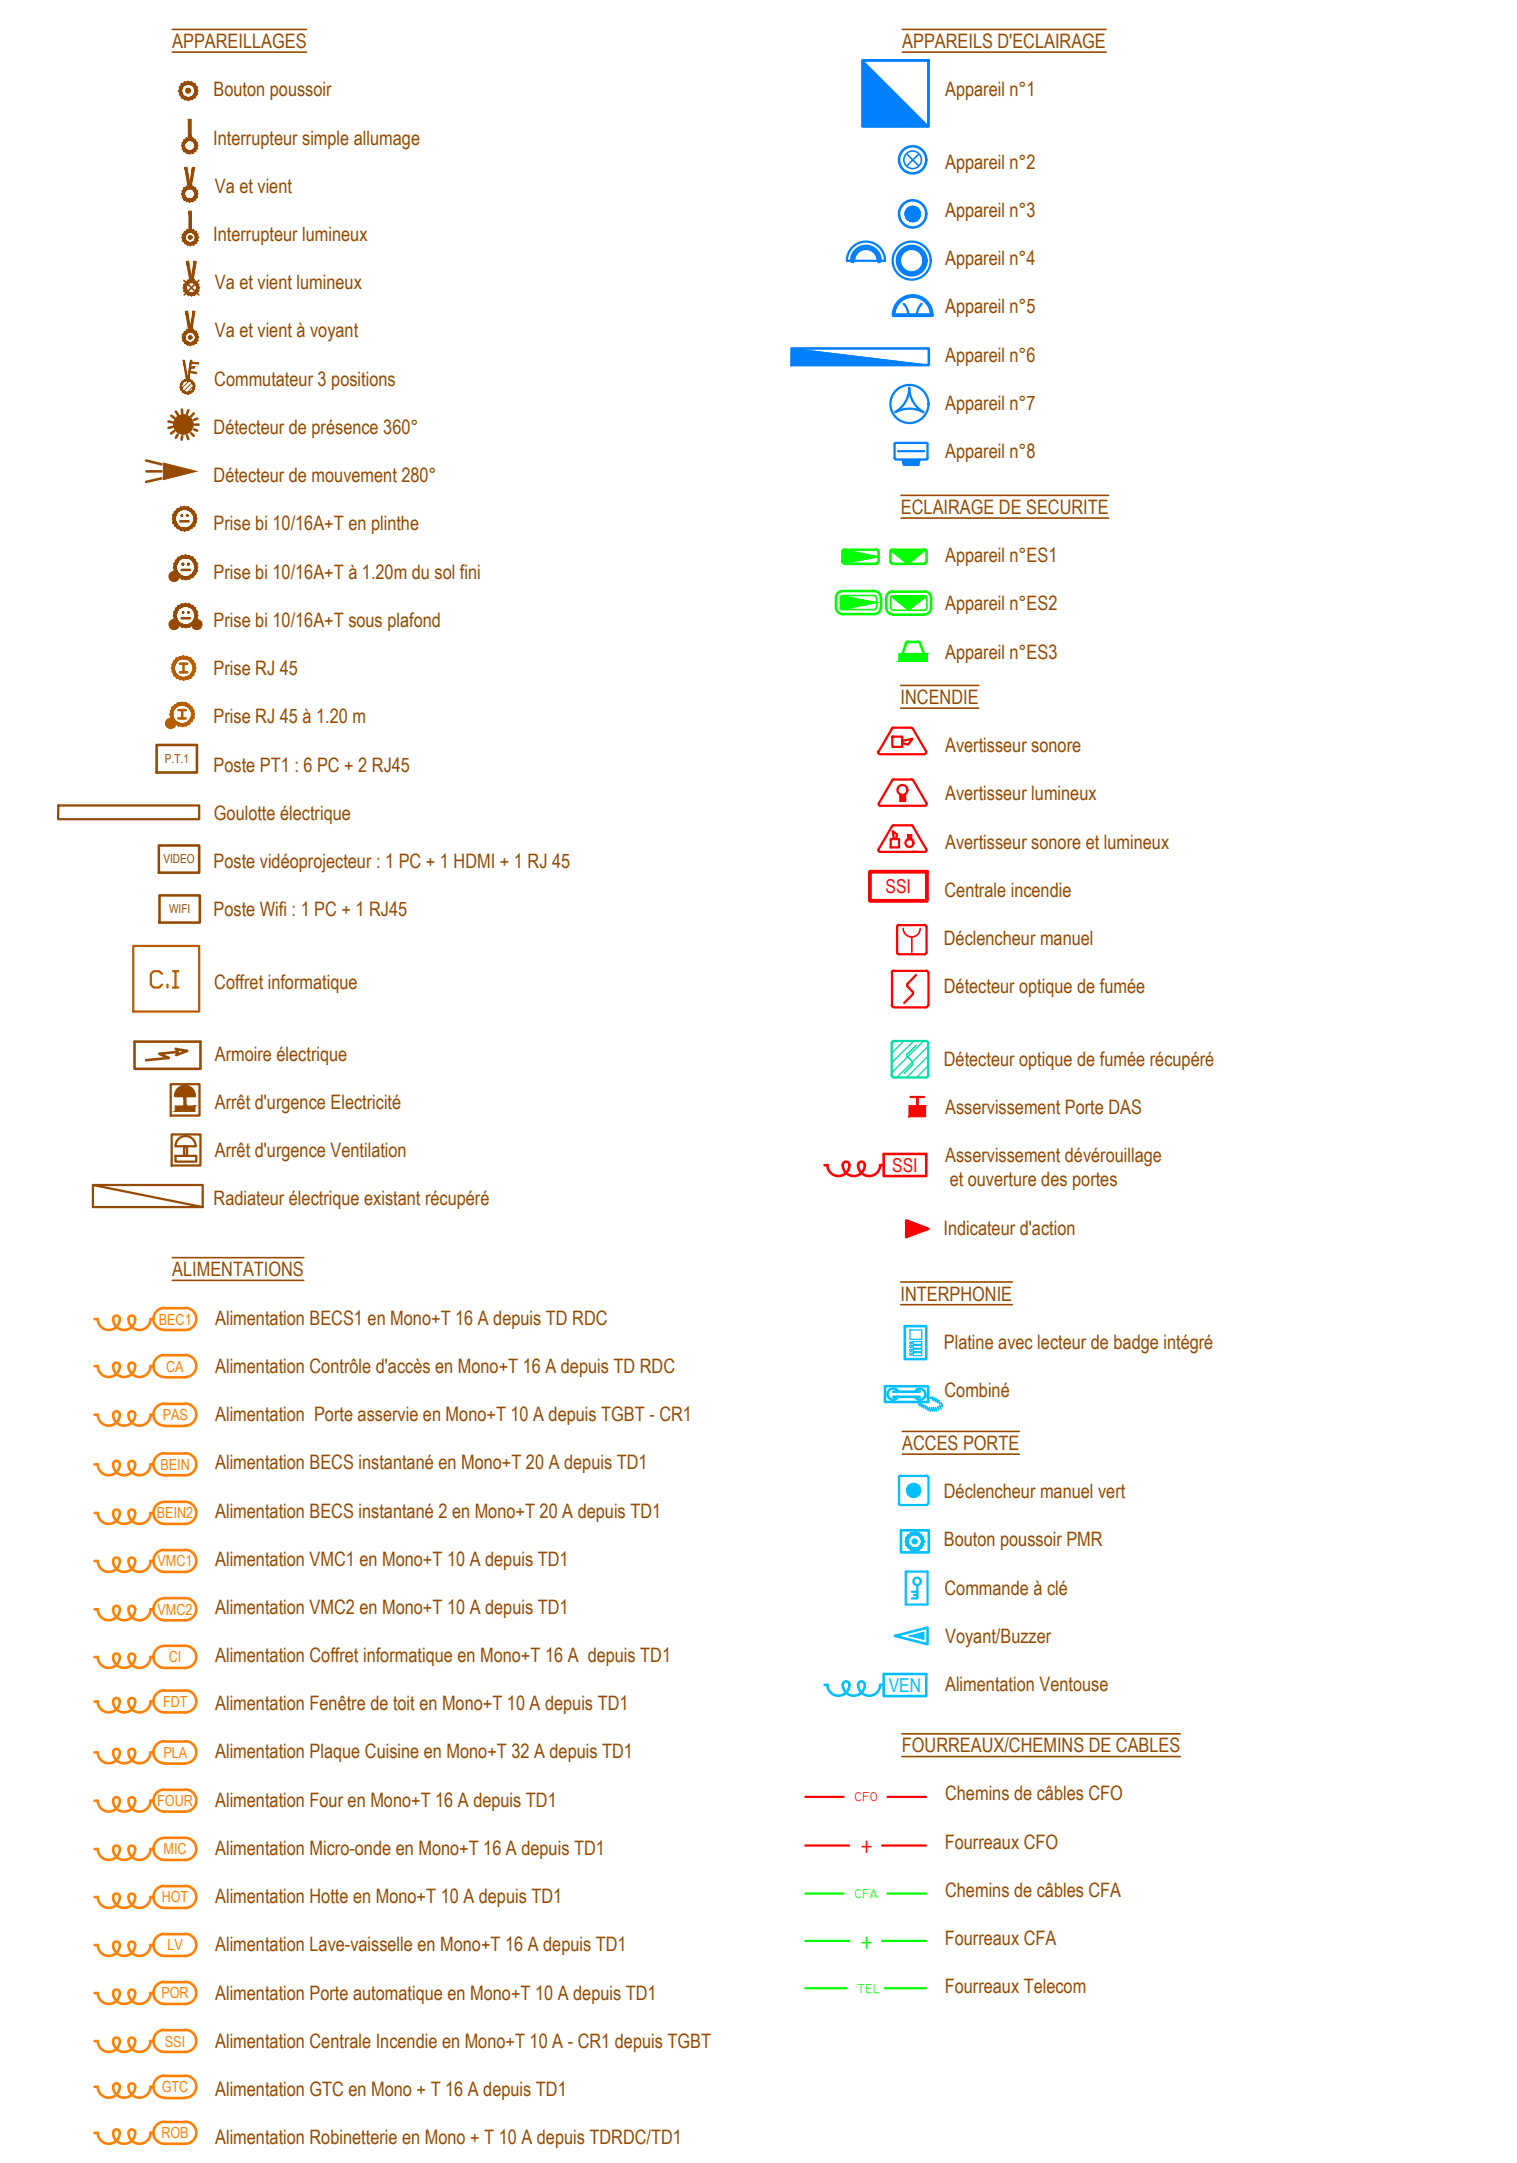 APPAREILLAGES
Bouton poussoir
Interrupteur simple allumage
Va et vient
Interrupteur lumineux
Va et vient lumineux
Va et vient à voyant
Commutateur 3 positions
Détecteur de présence 360°
Détecteur de mouvement 280°
Prise bi 10/16A+T en plinthe
Prise bi 10/16A+T à 1.20m du sol fini
Prise bi 10/16A+T sous plafond
Prise RJ 45
Prise RJ 45 à 1.20 m
P.T.1 Poste PT1 : 6 PC + 2 RJ45
Goulotte électrique
VIDEO Poste vidéoprojecteur : 1 PC + 1 HDMI + 1 RJ 45
WIFI Poste Wifi : 1 PC + 1 RJ45
C.I Coffret informatique
Armoire électrique
Arrêt d'urgence Electricité
Arrêt d'urgence Ventilation
Radiateur électrique existant récupéré
ALIMENTATIONS
BEC1 Alimentation BECS1 en Mono+T 16 A depuis TD RDC
CA Alimentation Contrôle d'accès en Mono+T 16 A depuis TD RDC
PAS Alimentation  Porte asservie en Mono+T 10 A depuis TGBT - CR1
BEIN Alimentation BECS instantané en Mono+T 20 A depuis TD1
BEIN2 Alimentation BECS instantané 2 en Mono+T 20 A depuis TD1
VMC1 Alimentation VMC1 en Mono+T 10 A depuis TD1
VMC2 Alimentation VMC2 en Mono+T 10 A depuis TD1
CI Alimentation Coffret informatique en Mono+T 16 A  depuis TD1
FDT Alimentation Fenêtre de toit en Mono+T 10 A depuis TD1
PLA Alimentation Plaque Cuisine en Mono+T 32 A depuis TD1
FOUR Alimentation Four en Mono+T 16 A depuis TD1
MIC Alimentation Micro-onde en Mono+T 16 A depuis TD1
HOT Alimentation Hotte en Mono+T 10 A depuis TD1
LV Alimentation Lave-vaisselle en Mono+T 16 A depuis TD1
POR Alimentation Porte automatique en Mono+T 10 A depuis TD1
SSI Alimentation Centrale Incendie en Mono+T 10 A - CR1 depuis TGBT
GTC Alimentation GTC en Mono + T 16 A depuis TD1
ROB Alimentation Robinetterie en Mono + T 10 A depuis TDRDC/TD1
APPAREILS D'ECLAIRAGE
Appareil n°1
Appareil n°2
Appareil n°3
Appareil n°4
Appareil n°5
Appareil n°6
Appareil n°7
Appareil n°8
ECLAIRAGE DE SECURITE
Appareil n°ES1
Appareil n°ES2
Appareil n°ES3
INCENDIE
Avertisseur sonore
Avertisseur lumineux
Avertisseur sonore et lumineux
SSI Centrale incendie
Déclencheur manuel
Détecteur optique de fumée
Détecteur optique de fumée récupéré
Asservissement Porte DAS
SSI Asservissement dévérouillage
et ouverture des portes
Indicateur d'action
INTERPHONIE
Platine avec lecteur de badge intégré
Combiné
ACCES PORTE
Déclencheur manuel vert
Bouton poussoir PMR
Commande à clé
Voyant/Buzzer
VEN Alimentation Ventouse
FOURREAUX/CHEMINS DE CABLES
CFO Chemins de câbles CFO
+ Fourreaux CFO
CFA Chemins de câbles CFA
+ Fourreaux CFA
TEL Fourreaux Telecom